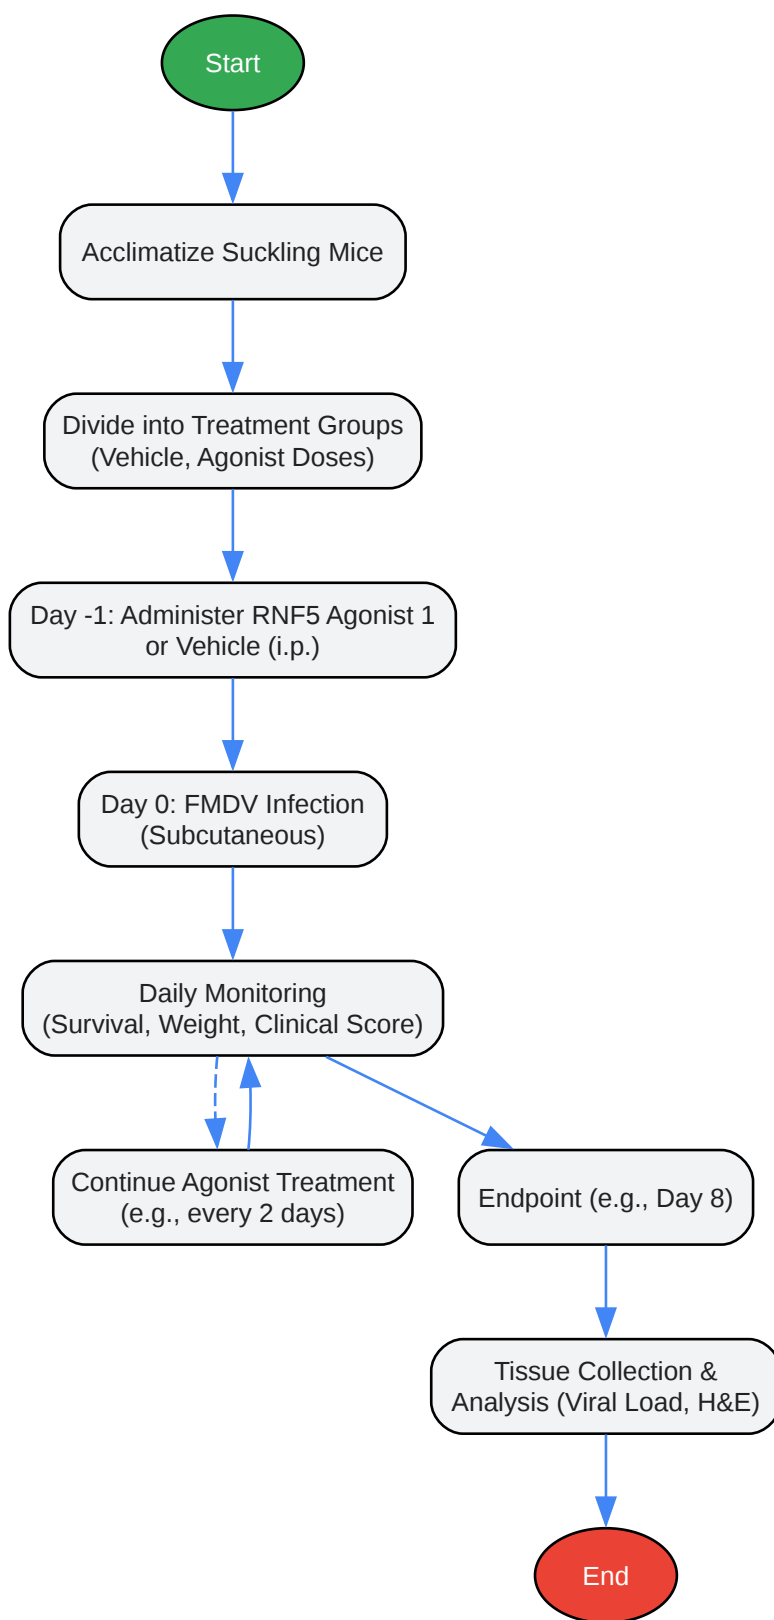 Start
Acclimatize Suckling Mice
Divide into Treatment Groups
(Vehicle, Agonist Doses)
Day -1: Administer RNF5 Agonist 1
or Vehicle (i.p.)
Day 0: FMDV Infection
(Subcutaneous)
Daily Monitoring
(Survival, Weight, Clinical Score)
Continue Agonist Treatment
(e.g., every 2 days)
Endpoint (e.g., Day 8)
Tissue Collection &
Analysis (Viral Load, H&E)
End